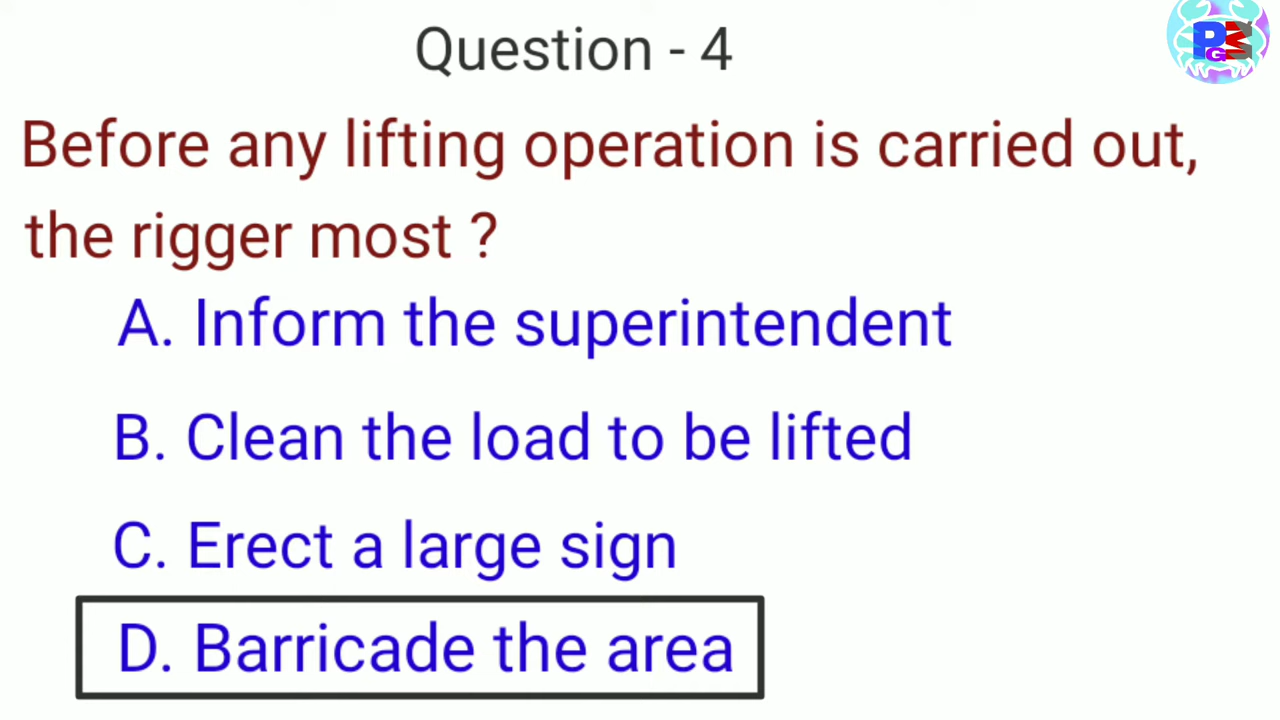 Question - 4
PGM
Before any lifting operation is carried out,
the rigger most ?
A. Inform the superintendent
B. Clean the load to be lifted
C. Erect a large sign
D. Barricade the area